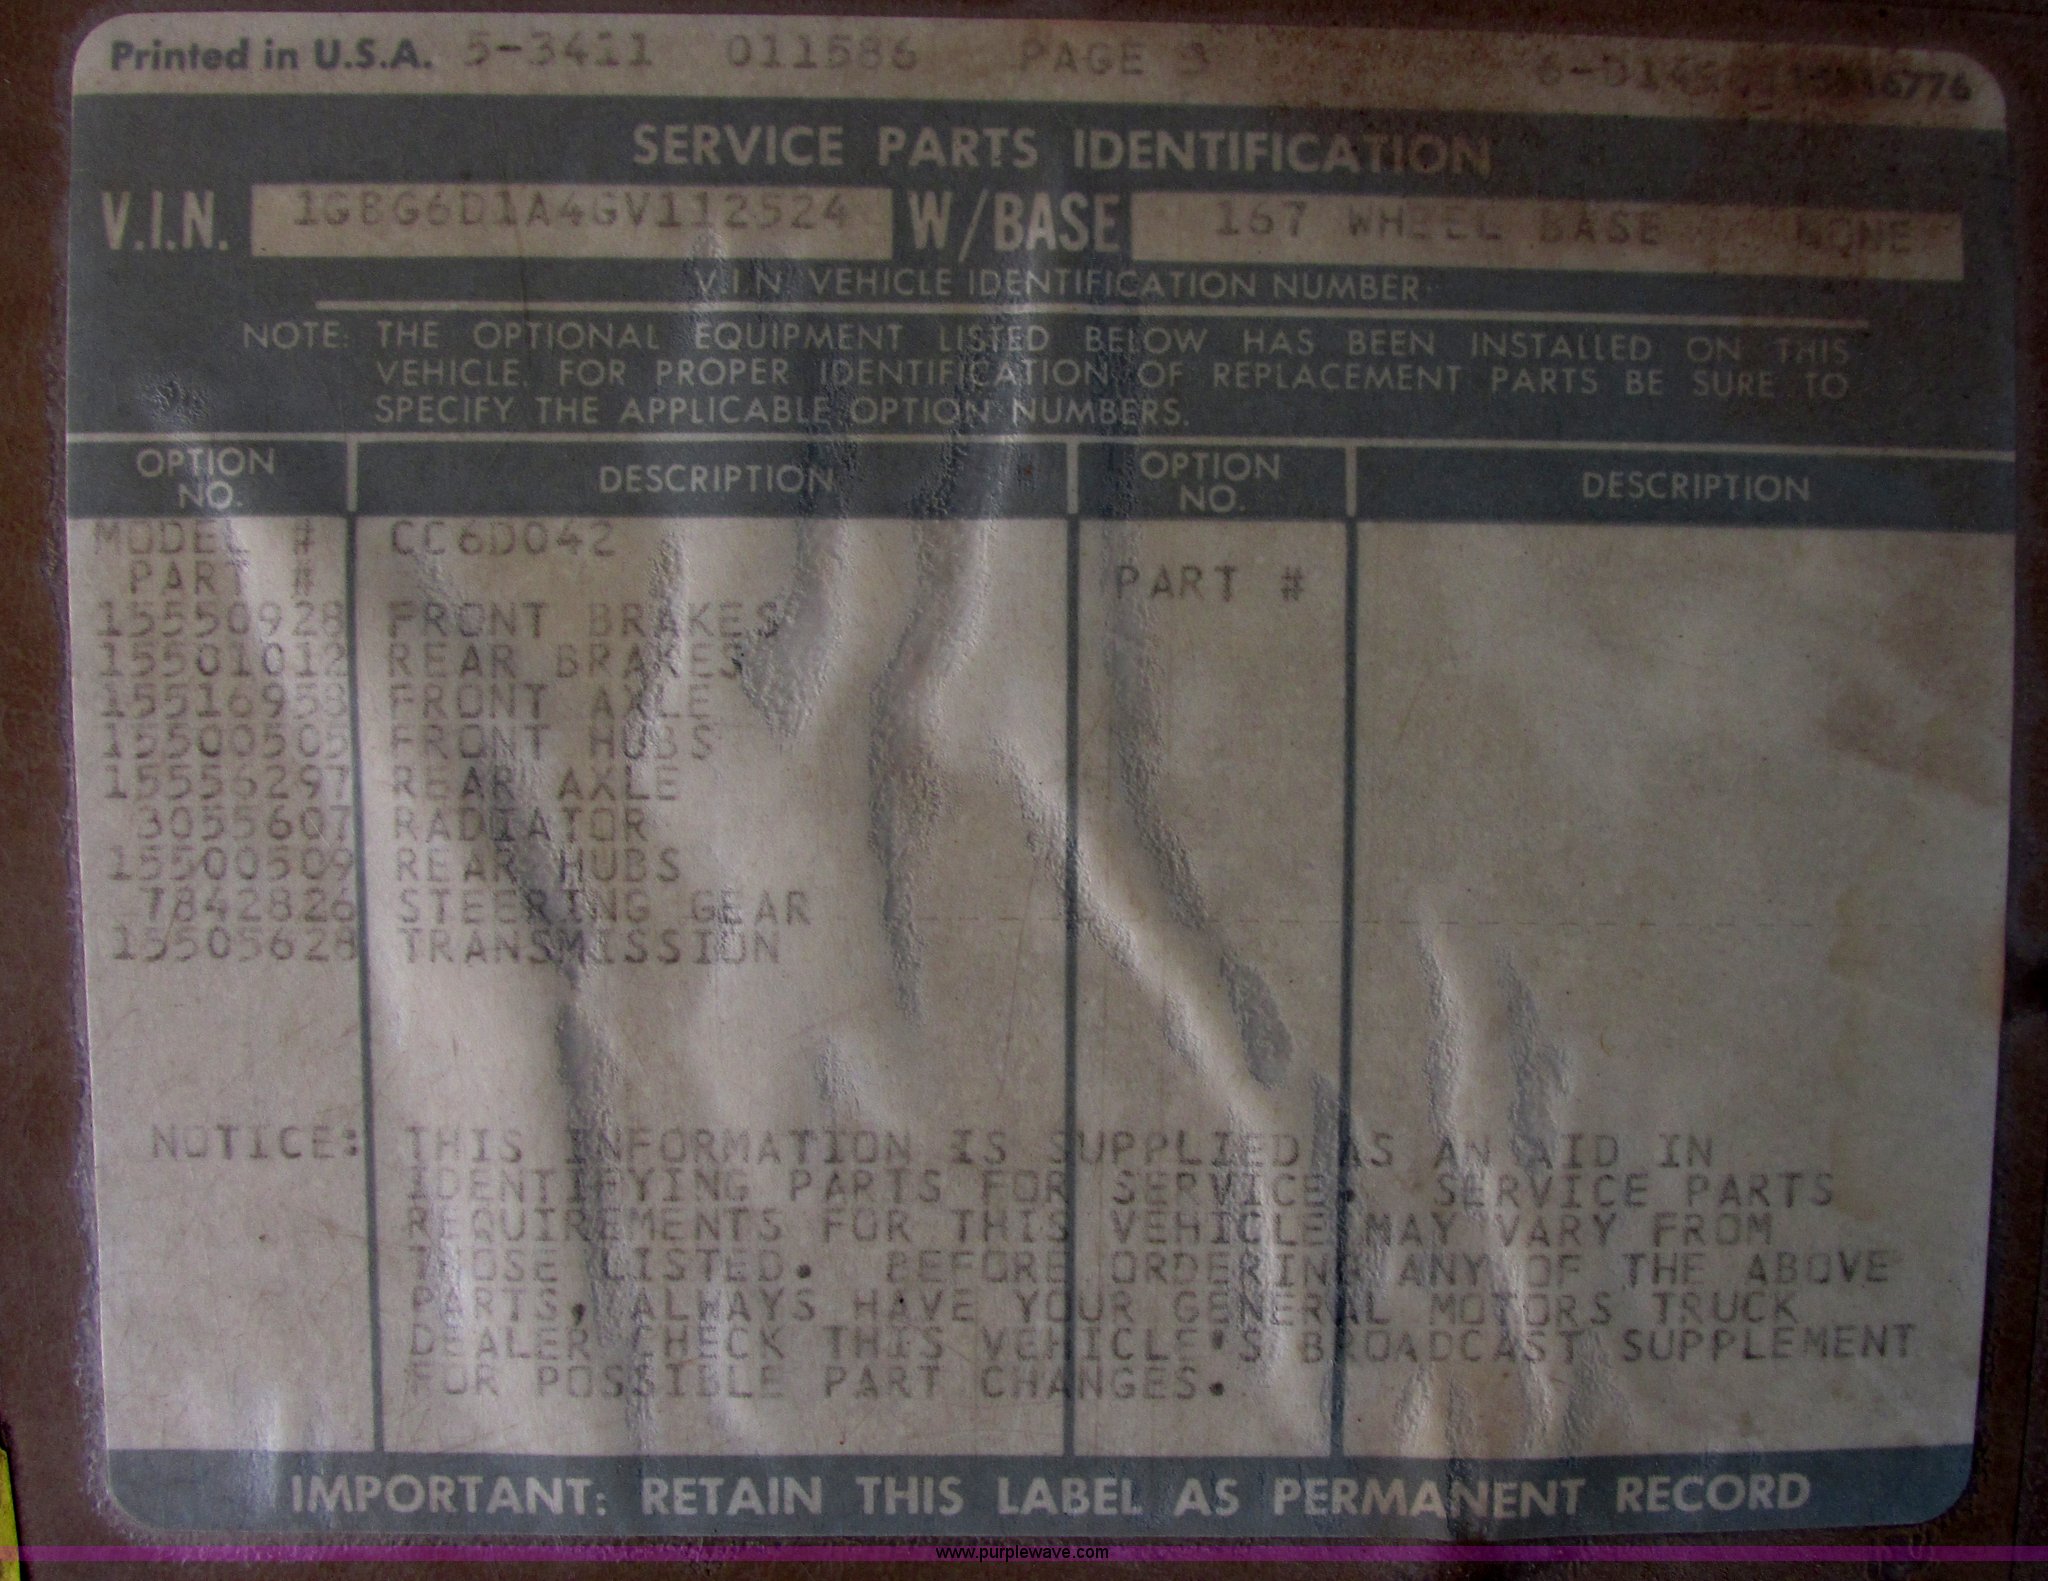 Printed in U.S.A. 5-3411 011586 PAGE 3
SERVICE PARTS IDENTIFICATION
V.I.N. 1GBG6D1A4GV112524 W/BASE 167 WHEEL BASE NONE
V.I.N. VEHICLE IDENTIFICATION NUMBER
NOTE: THE OPTIONAL EQUIPMENT LISTED BELOW HAS BEEN INSTALLED ON THIS
VEHICLE. FOR PROPER IDENTIFICATION OF REPLACEMENT PARTS BE SURE TO
SPECIFY THE APPLICABLE OPTION NUMBERS.
OPTION NO. DESCRIPTION OPTION NO. DESCRIPTION
MODEL # CC6D042
PART # PART #
15550928 FRONT BRAKES
15501012 REAR BRAKES
15516958 FRONT AXLE
15500505 FRONT HUBS
15556297 REAR AXLE
3055607 RADIATOR
15500509 REAR HUBS
7842826 STEERING GEAR
15505628 TRANSMISSION
NOTICE: THIS INFORMATION IS SUPPLIED AS AN AID IN
IDENTIFYING PARTS FOR SERVICE. SERVICE PARTS
REQUIREMENTS FOR THIS VEHICLE MAY VARY FROM
THOSE LISTED. BEFORE ORDERING ANY OF THE ABOVE
PARTS, ALWAYS HAVE YOUR GENERAL MOTORS TRUCK
DEALER CHECK THIS VEHICLE'S BROADCAST SUPPLEMENT
FOR POSSIBLE PART CHANGES.
IMPORTANT: RETAIN THIS LABEL AS PERMANENT RECORD
www.purplewave.com